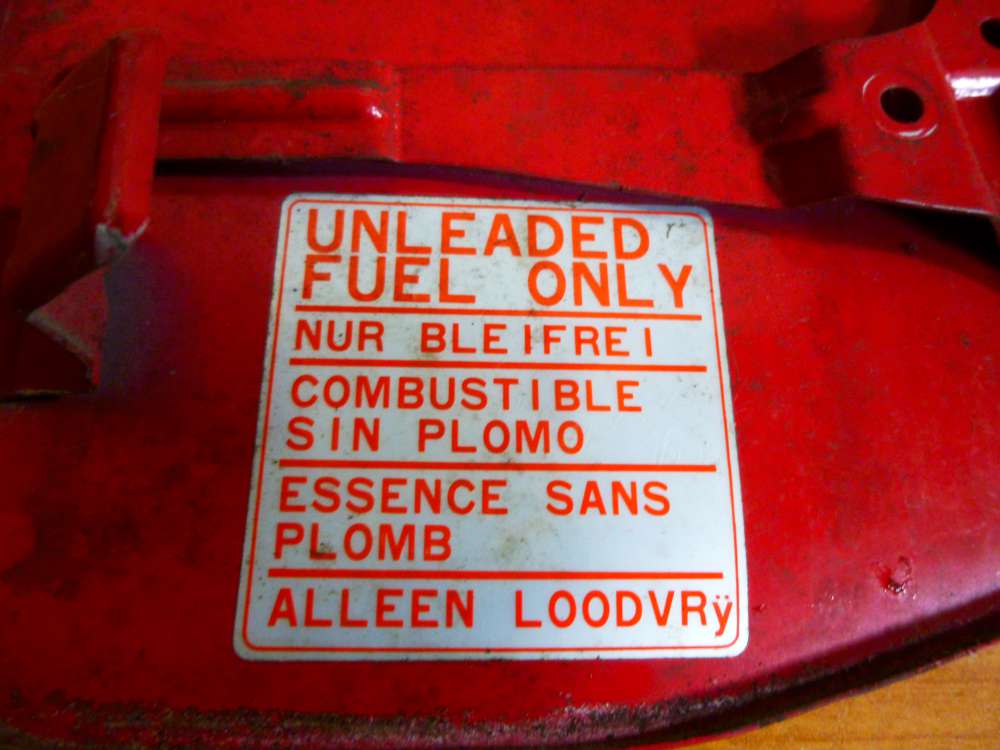 UNLEADED
FUEL ONLY
NUR BLEIFREI
COMBUSTIBLE
SIN PLOMO
ESSENCE SANS
PLOMB
ALLEEN LOODVRÿ